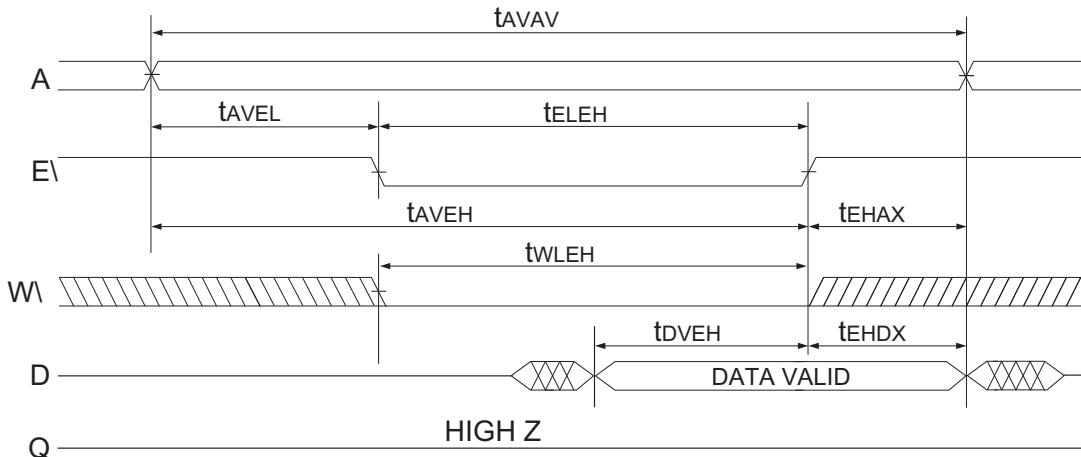 tAVAV
A
tAVEL tELEH
E\
tAVEH tEHAX
tWLEH
W\
tDVEH tEHDX
D DATA VALID
HIGH Z
Q